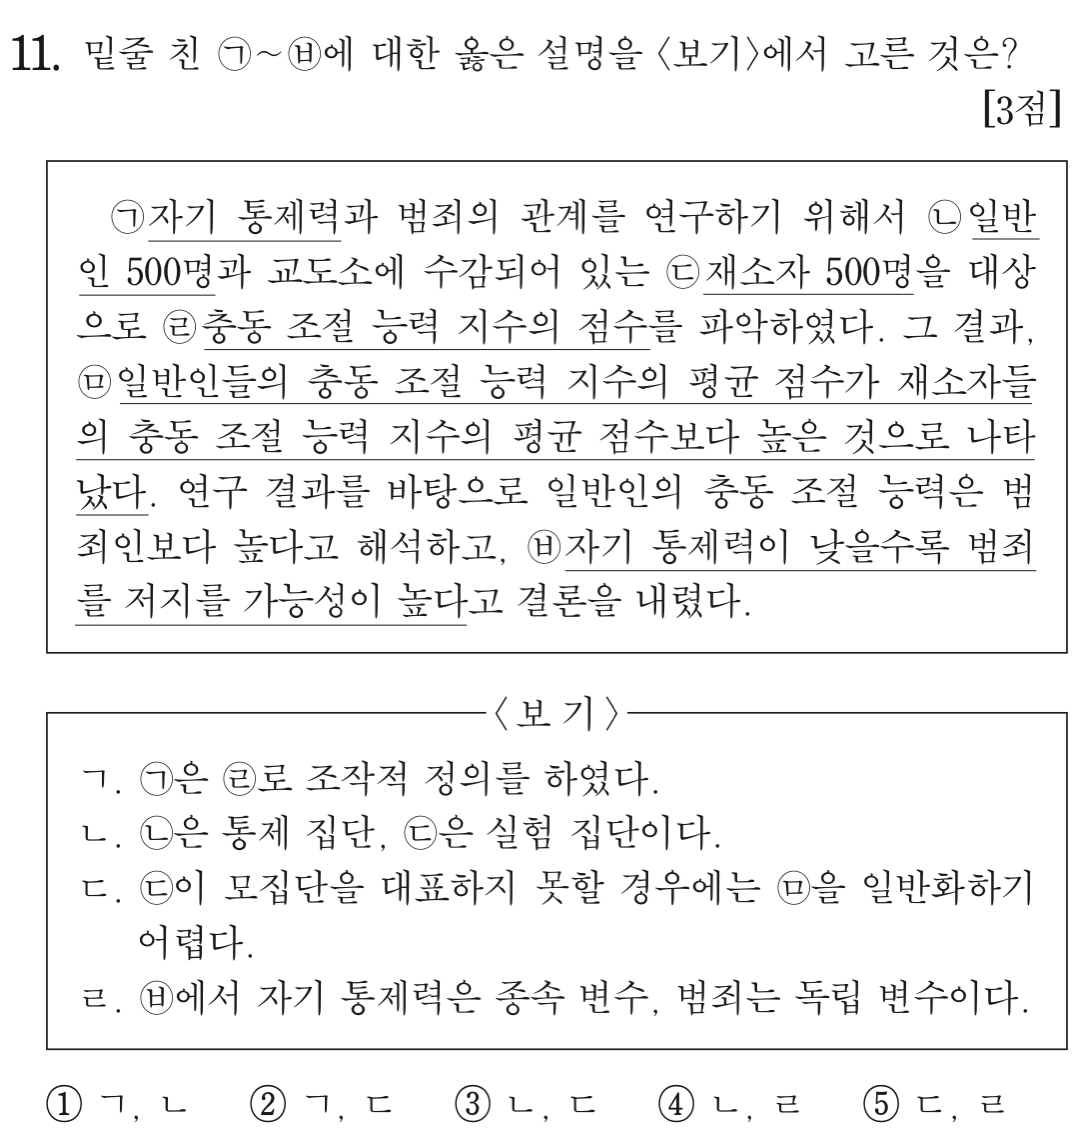 11. 밑줄 친 ㉠~㉥에 대한 옳은 설명을 〈보기〉에서 고른 것은?
[3점]
㉠자기 통제력과 범죄의 관계를 연구하기 위해서 ㉡일반
인 500명과 교도소에 수감되어 있는 ㉢재소자 500명을 대상
으로 ㉣충동 조절 능력 지수의 점수를 파악하였다. 그 결과,
㉤일반인들의 충동 조절 능력 지수의 평균 점수가 재소자들
의 충동 조절 능력 지수의 평균 점수보다 높은 것으로 나타
났다. 연구 결과를 바탕으로 일반인의 충동 조절 능력은 범
죄인보다 높다고 해석하고, ㉥자기 통제력이 낮을수록 범죄
를 저지를 가능성이 높다고 결론을 내렸다.
〈보 기〉
ㄱ. ㉠은 ㉣로 조작적 정의를 하였다.
ㄴ. ㉡은 통제 집단, ㉢은 실험 집단이다.
ㄷ. ㉢이 모집단을 대표하지 못할 경우에는 ㉤을 일반화하기
어렵다.
ㄹ. ㉥에서 자기 통제력은 종속 변수, 범죄는 독립 변수이다.
① ㄱ, ㄴ ② ㄱ, ㄷ ③ ㄴ, ㄷ ④ ㄴ, ㄹ ⑤ ㄷ, ㄹ